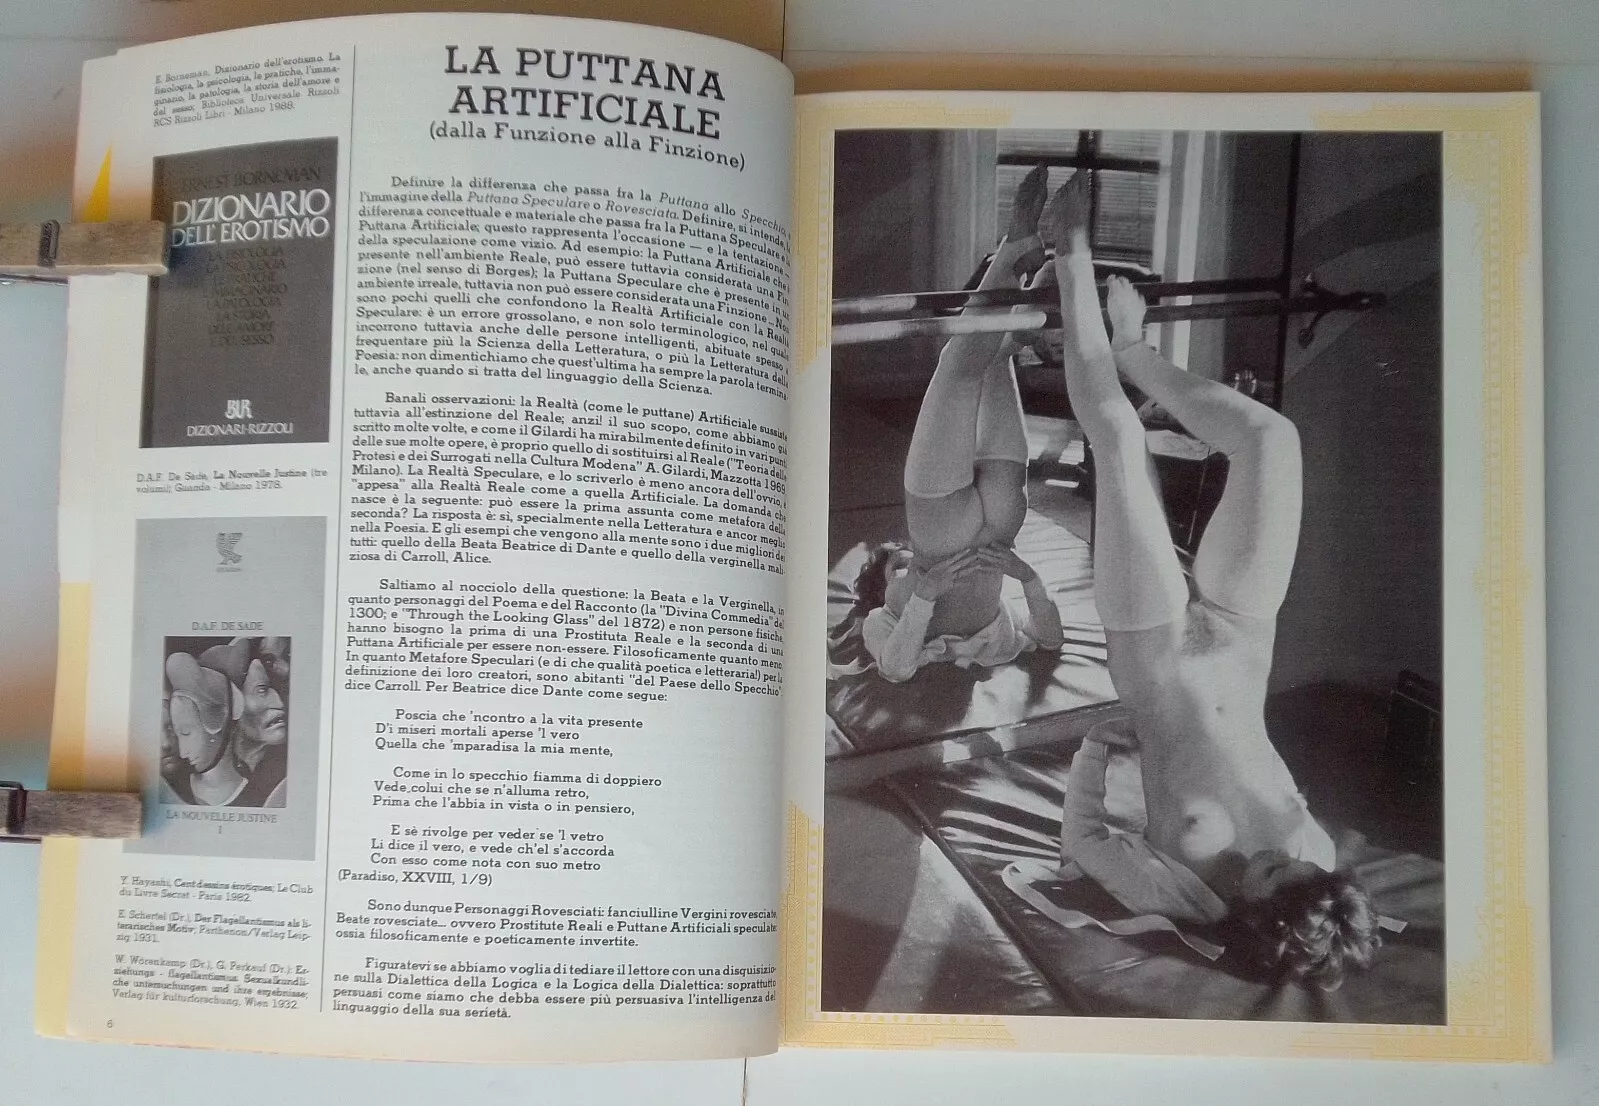 E. Borneman, Dizionario dell'erotismo. La
fisiologia, la psicologia, le pratiche, l'imma-
ginario, la patologia, la storia dell'amore e
del sesso; Biblioteca Universale Rizzoli
RCS Rizzoli Libri - Milano 1988.
ERNEST BORNEMAN
DIZIONARIO
DELL'EROTISMO
LA FISIOLOGIA
LA PSICOLOGIA
LE PRATICHE
L'IMMAGINARIO
LA PATOLOGIA
LA STORIA
DELL'AMORE
E DEL SESSO
BUR
DIZIONARI-RIZZOLI
D.A.F. De Sade, La Nouvelle Justine (tre
volumi); Guanda - Milano 1978.
D.A.F. DE SADE
LA NOUVELLE JUSTINE
I
Y. Hayashi, Cent dessins érotiques; Le Club
du Livre Secret - Paris 1982.
E. Schertel (Dr.), Der Flagellantismus als li-
terarisches Motiv; Parthenon/Verlag Leip-
zig 1931.
W. Wörenkamp (Dr.), G. Perkauf (Dr.): Er-
ziehungs - flagellantismus. Sexualkundli-
che untersuchungen und ihre ergebnisse;
Verlag für kulturforschung, Wien 1932.
6
LA PUTTANA
ARTIFICIALE
(dalla Funzione alla Finzione)
Definire la differenza che passa fra la Puttana allo Specchio e
l'immagine della Puttana Speculare o Rovesciata. Definire, si intende, la
differenza concettuale e materiale che passa fra la Puttana Speculare e la
Puttana Artificiale; questo rappresenta l'occasione — e la tentazione —
della speculazione come vizio. Ad esempio: la Puttana Artificiale che è
presente nell'ambiente Reale, può essere tuttavia considerata una Fin
zione (nel senso di Borges); la Puttana Speculare che è presente in un
ambiente irreale, tuttavia non può essere considerata una Finzione... Non
sono pochi quelli che confondono la Realtà Artificiale con la Realtà
Speculare: è un errore grossolano, e non solo terminologico, nel quale
incorrono tuttavia anche delle persone intelligenti, abituate spesso a
frequentare più la Scienza della Letteratura, o più la Letteratura della
Poesia: non dimentichiamo che quest'ultima ha sempre la parola termina
le, anche quando si tratta del linguaggio della Scienza.
Banali osservazioni: la Realtà (come le puttane) Artificiale sussiste
tuttavia all'estinzione del Reale; anzi! il suo scopo, come abbiamo già
scritto molte volte, e come il Gilardi ha mirabilmente definito in vari punti
delle sue molte opere, è proprio quello di sostituirsi al Reale ("Teoria delle
Protesi e dei Surrogati nella Cultura Modena" A. Gilardi, Mazzotta 1969
Milano). La Realtà Speculare, e lo scriverlo è meno ancora dell'ovvio, è
"appesa" alla Realtà Reale come a quella Artificiale. La domanda che
nasce è la seguente: può essere la prima assunta come metafora della
seconda? La risposta è: sì, specialmente nella Letteratura e ancor meglio
nella Poesia. E gli esempi che vengono alla mente sono i due migliori di
tutti: quello della Beata Beatrice di Dante e quello della verginella mali
ziosa di Carroll, Alice.
Saltiamo al nocciolo della questione: la Beata e la Verginella, in
quanto personaggi del Poema e del Racconto (la "Divina Commedia" del
1300; e "Through the Looking Glass" del 1872) e non persone fisiche
hanno bisogno la prima di una Prostituta Reale e la seconda di una
Puttana Artificiale per essere non-essere. Filosoficamente quanto meno
In quanto Metafore Speculari (e di che qualità poetica e letteraria!) per la
definizione dei loro creatori, sono abitanti "del Paese dello Specchio"
dice Carroll. Per Beatrice dice Dante come segue:
Poscia che 'ncontro a la vita presente
D'i miseri mortali aperse 'l vero
Quella che 'mparadisa la mia mente,
Come in lo specchio fiamma di doppiero
Vede colui che se n'alluma retro,
Prima che l'abbia in vista o in pensiero,
E sè rivolge per veder se 'l vetro
Li dice il vero, e vede ch'el s'accorda
Con esso come nota con suo metro
(Paradiso, XXVIII, 1/9)
Sono dunque Personaggi Rovesciati: fanciulline Vergini rovesciate,
Beate rovesciate... ovvero Prostitute Reali e Puttane Artificiali speculate
ossia filosoficamente e poeticamente invertite.
Figuratevi se abbiamo voglia di tediare il lettore con una disquisizio-
ne sulla Dialettica della Logica e la Logica della Dialettica: soprattutto
persuasi come siamo che debba essere più persuasiva l'intelligenza del
linguaggio della sua serietà.